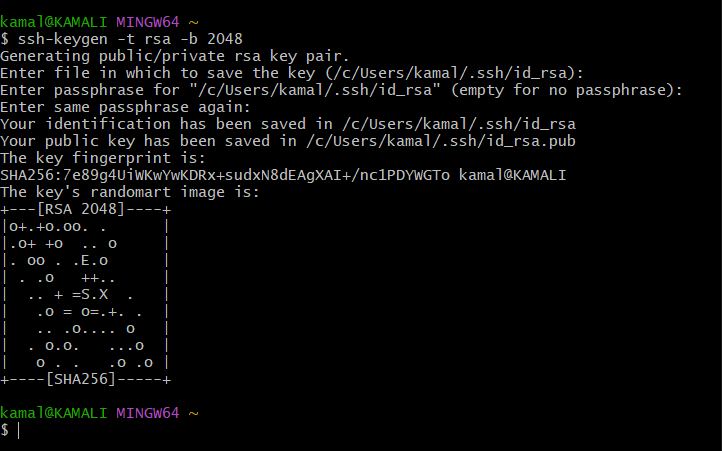 kamal@KAMALI MINGW64 ~
$ ssh-keygen -t rsa -b 2048
Generating public/private rsa key pair.
Enter file in which to save the key (/c/Users/kamal/.ssh/id_rsa):
Enter passphrase for "/c/Users/kamal/.ssh/id_rsa" (empty for no passphrase):
Enter same passphrase again:
Your identification has been saved in /c/Users/kamal/.ssh/id_rsa
Your public key has been saved in /c/Users/kamal/.ssh/id_rsa.pub
The key fingerprint is:
SHA256:7e89g4UiWKwYwKDRx+sudxN8dEAgXAI+/nc1PDYWGTo kamal@KAMALI
The key's randomart image is:
+---[RSA 2048]----+
|o+.+o.oo. .      |
|.o+ +o  .. o     |
|. oo . .E.o      |
| . .o   ++..     |
|  .. + =S.X  .   |
|   .o = o=.+. .  |
|   .. .o.... o   |
|  . o.o.   ...o  |
|   o . .   .o .o |
+----[SHA256]-----+
kamal@KAMALI MINGW64 ~
$